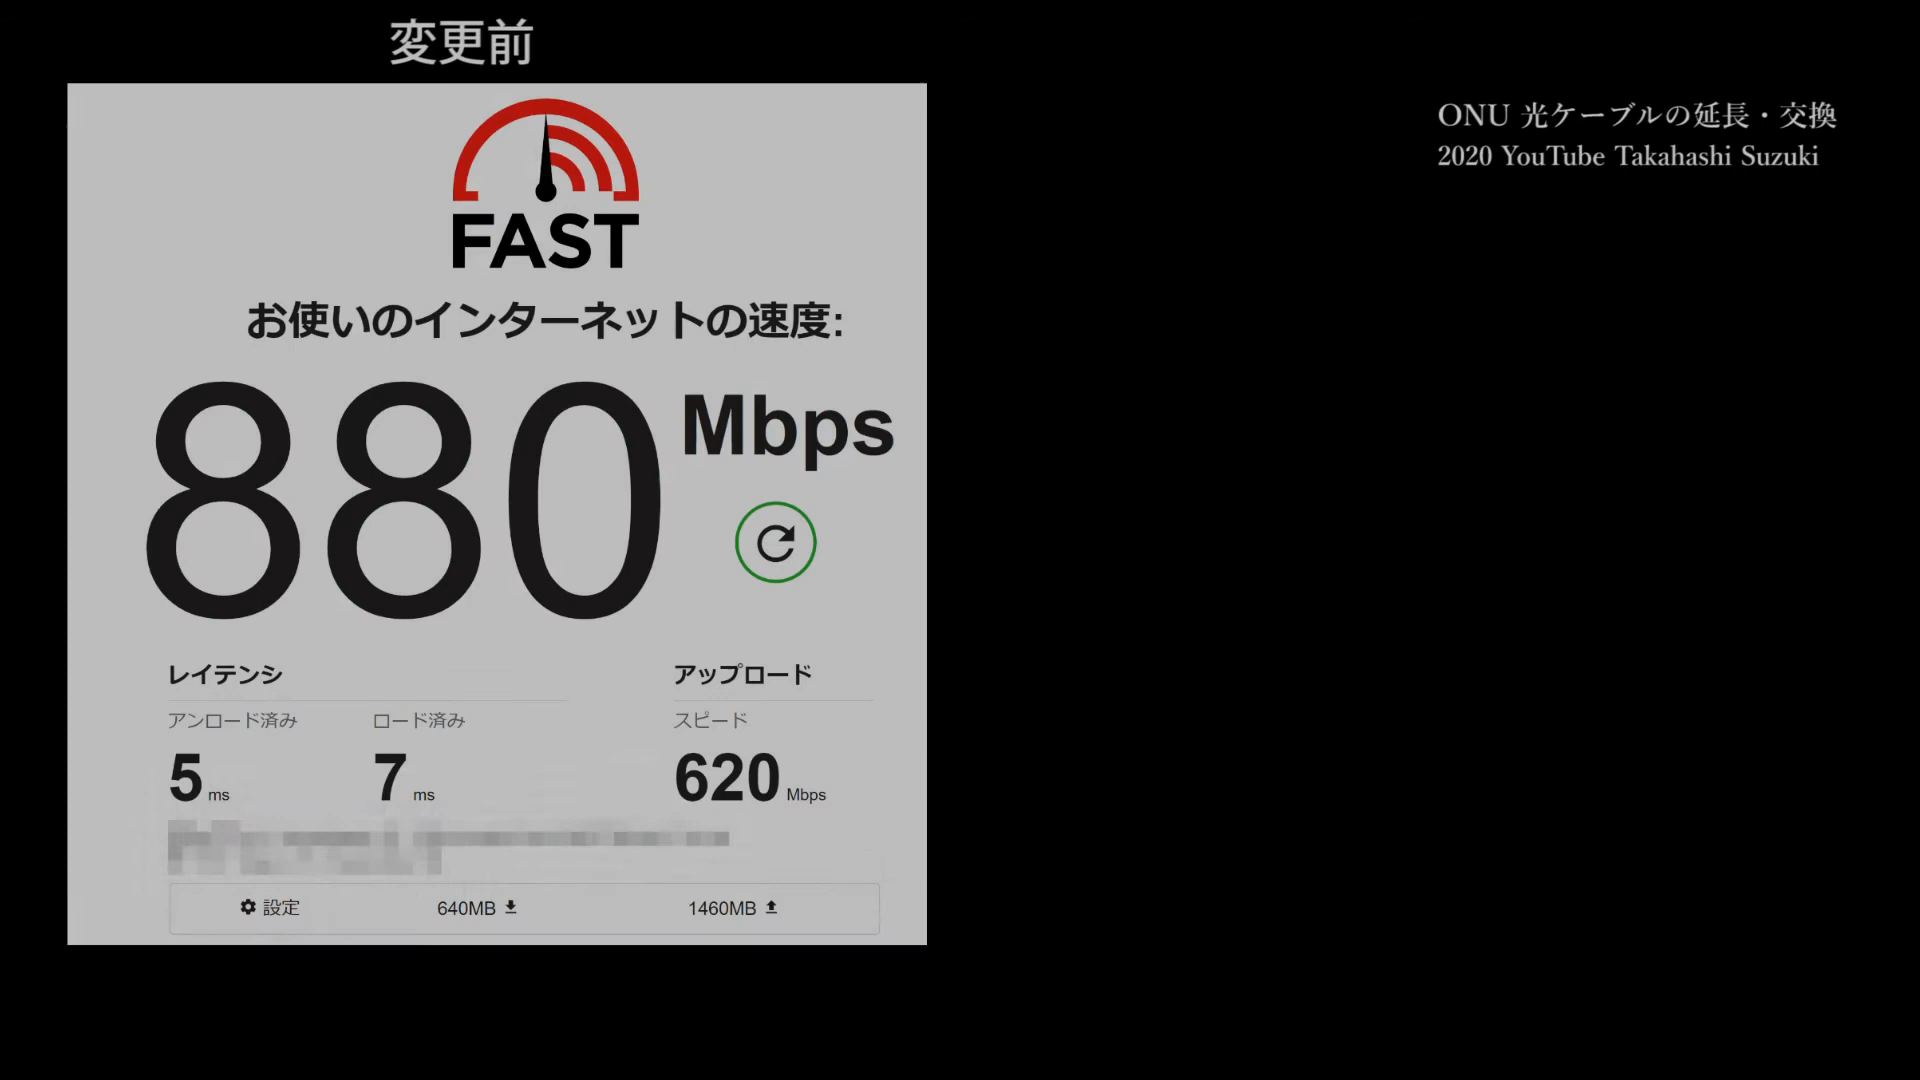 変更前
ONU 光ケーブルの延長・交換
2020 YouTube Takahashi Suzuki
FAST
お使いのインターネットの速度:
880 Mbps
レイテンシ
アンロード済み
5 ms
ロード済み
7 ms
アップロード
スピード
620 Mbps
設定 640MB 1460MB